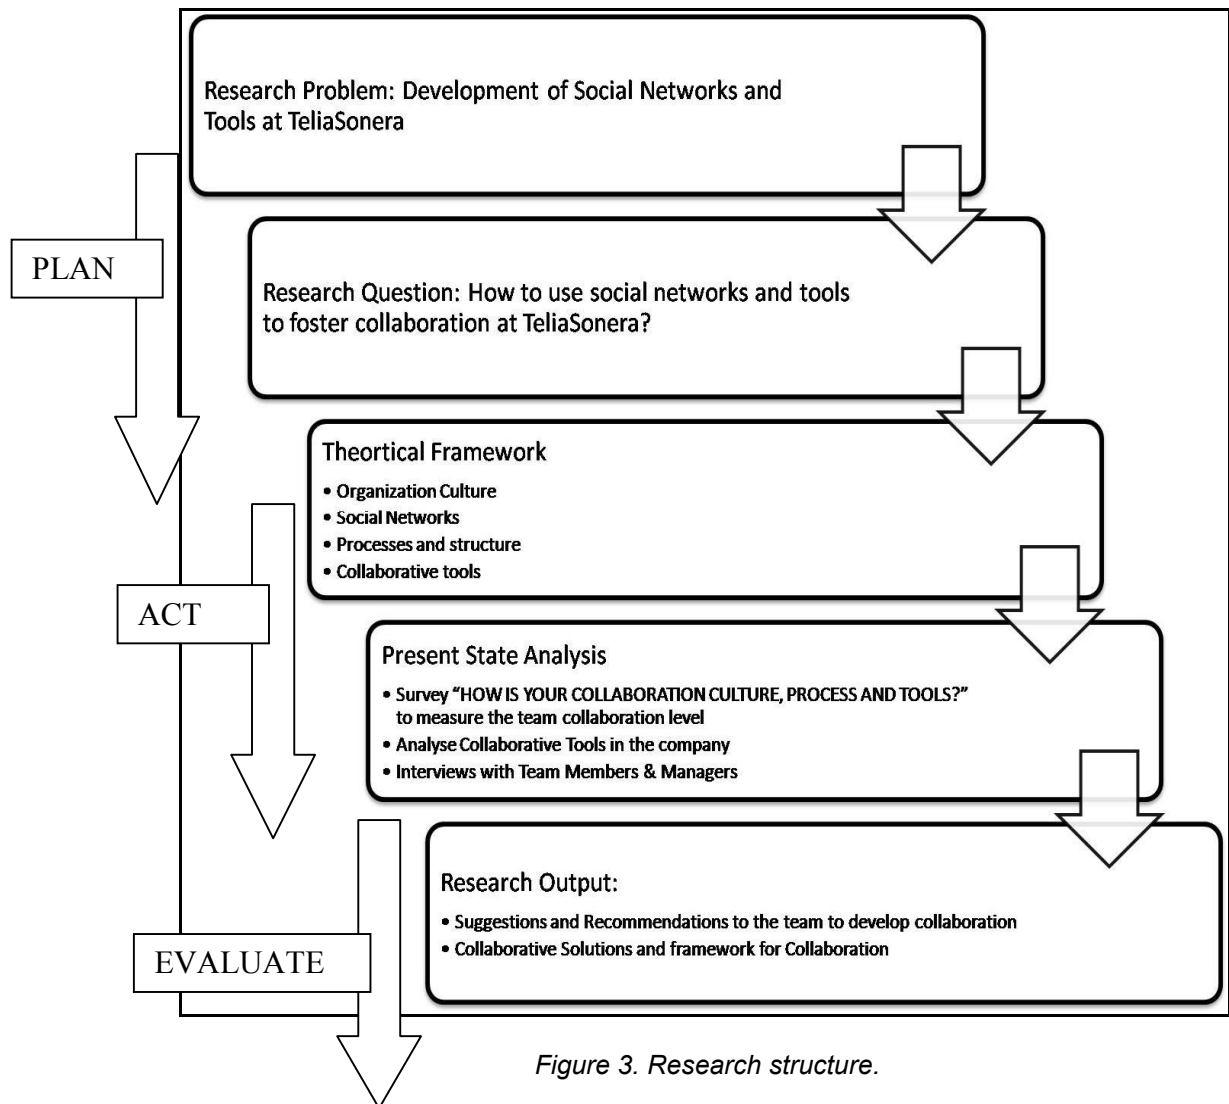 Research Problem: Development of Social Networks and
Tools at TeliaSonera
PLAN
Research Question: How to use social networks and tools
to foster collaboration at TeliaSonera?
Theortical Framework
• Organization Culture
• Social Networks
• Processes and structure
• Collaborative tools
ACT
Present State Analysis
• Survey “HOW IS YOUR COLLABORATION CULTURE, PROCESS AND TOOLS?”
to measure the team collaboration level
• Analyse Collaborative Tools in the company
• Interviews with Team Members & Managers
Research Output:
• Suggestions and Recommendations to the team to develop collaboration
• Collaborative Solutions and framework for Collaboration
EVALUATE
Figure 3. Research structure.